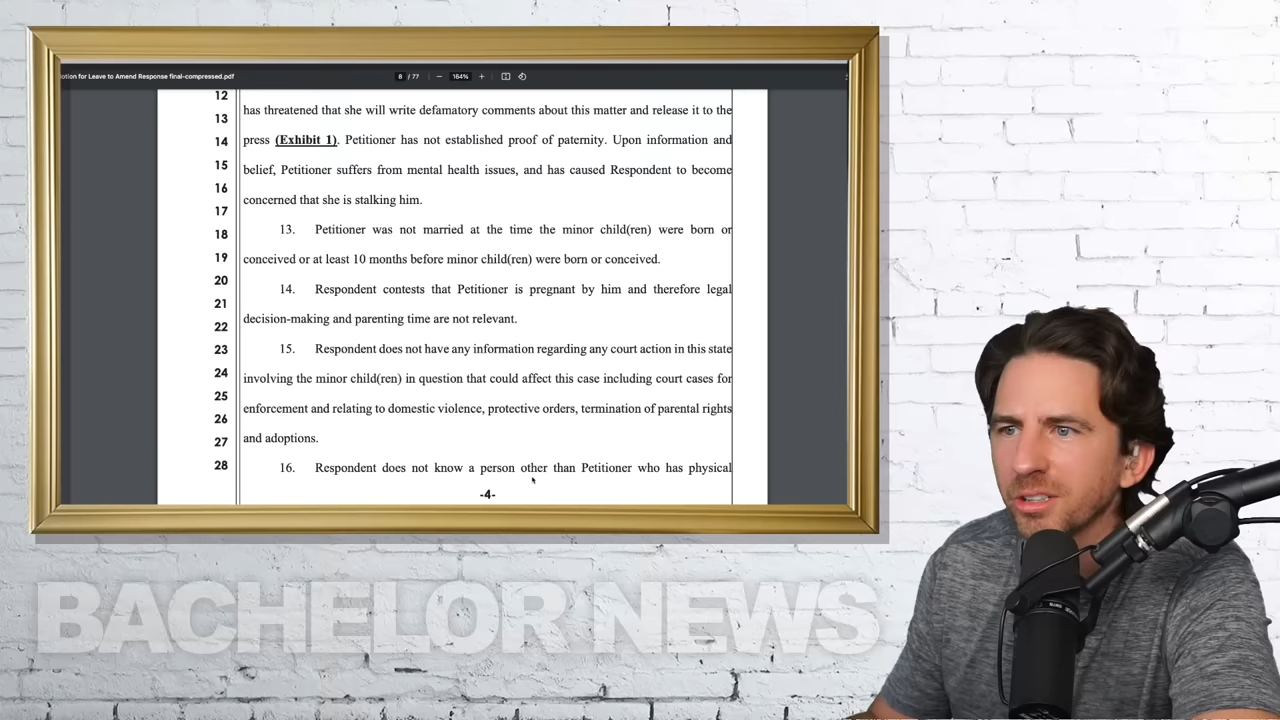 otion for Leave to Amend Response final-compressed.pdf
8 / 77
164%
12
13
14
15
16
17
18
19
20
21
22
23
24
25
26
27
28
has threatened that she will write defamatory comments about this matter and release it to the
press (Exhibit 1). Petitioner has not established proof of paternity. Upon information and
belief, Petitioner suffers from mental health issues, and has caused Respondent to become
concerned that she is stalking him.
13. Petitioner was not married at the time the minor child(ren) were born or
conceived or at least 10 months before minor child(ren) were born or conceived.
14. Respondent contests that Petitioner is pregnant by him and therefore legal
decision-making and parenting time are not relevant.
15. Respondent does not have any information regarding any court action in this state
involving the minor child(ren) in question that could affect this case including court cases for
enforcement and relating to domestic violence, protective orders, termination of parental rights
and adoptions.
16. Respondent does not know a person other than Petitioner who has physical
-4-
BACHELOR NEWS